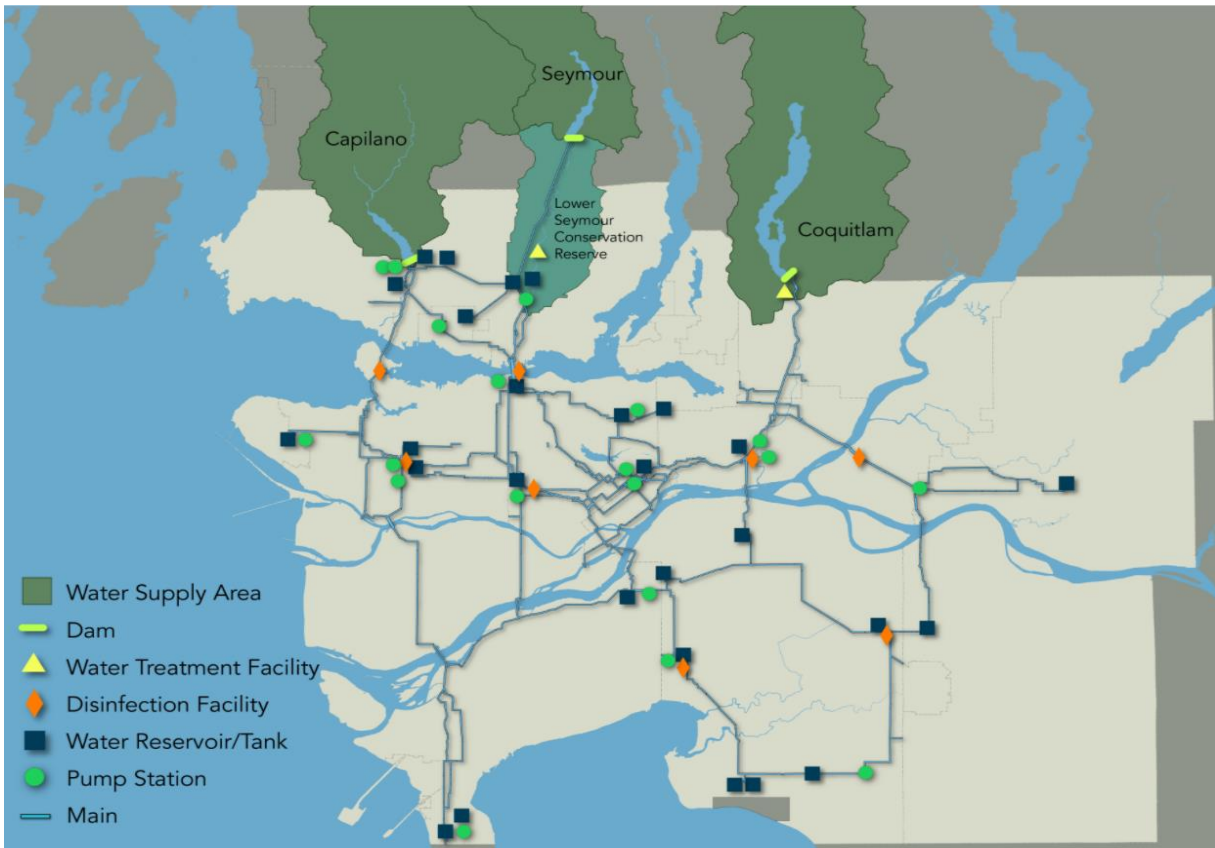 Seymour
Capilano
Lower
Seymour
Conservation
Reserve
Coquitlam
Water Supply Area
Dam
Water Treatment Facility
Disinfection Facility
Water Reservoir/Tank
Pump Station
Main